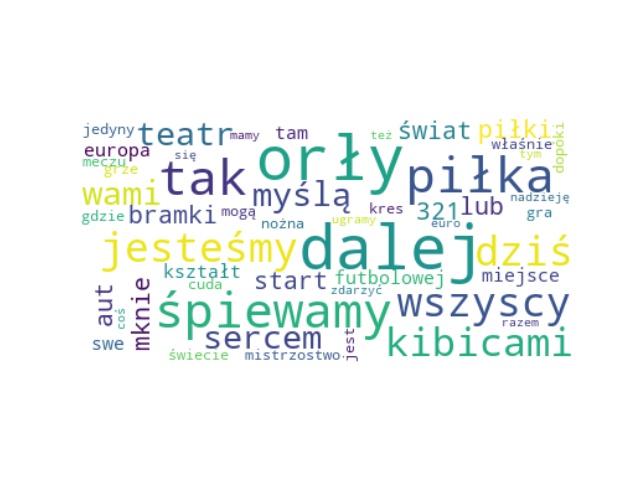 jedyny teatr mamy tam też świat piłki
europa się orły właśnie dopóki
meczu grze tak piłka tym
wami myślą nadzieję
gdzie bramki mogą kres 321 lub gra
nożna ugramy euro
jesteśmy dalej dziś
kształt start futbolowej miejsce
cuda zdarzyć
aut coś mknie śpiewamy wszyscy
swe sercem razem
świecie mistrzostwo jest kibicami